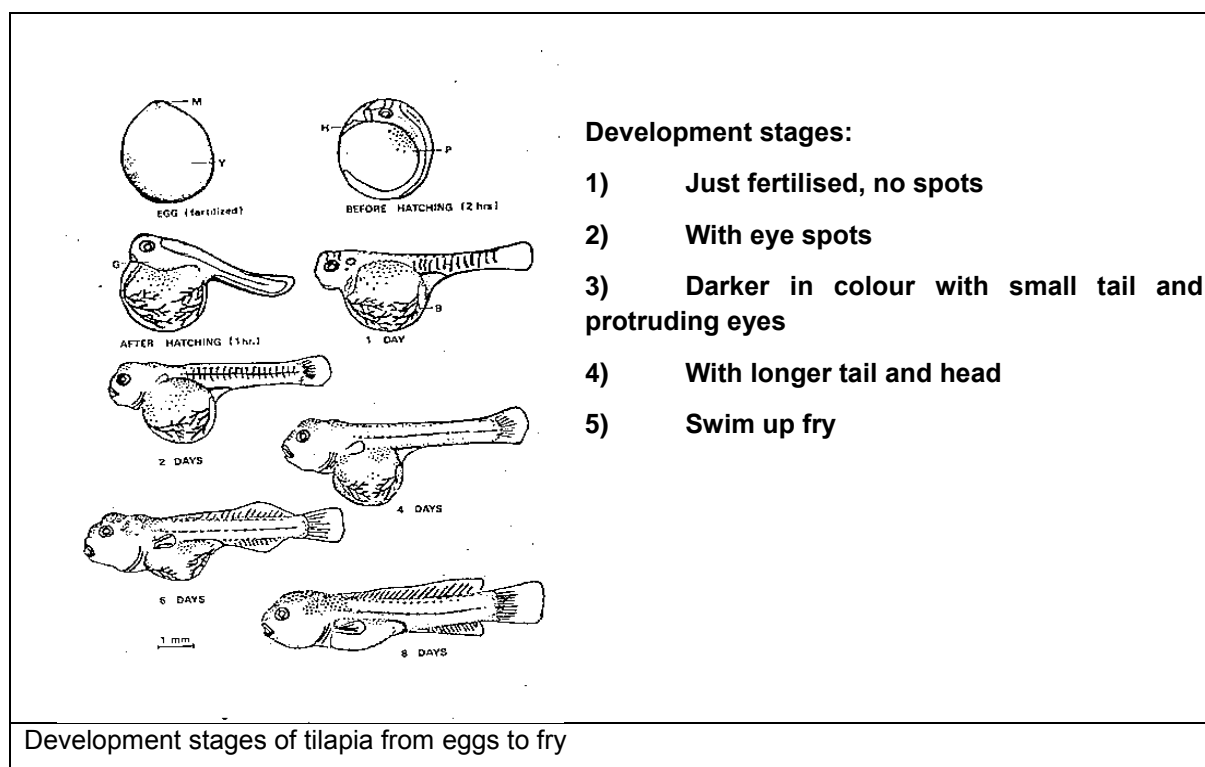 M
Y
EGG (fertilized)
H
P
BEFORE HATCHING (2 hrs)
G
AFTER HATCHING (1 hr.)
B
1 DAY
2 DAYS
4 DAYS
6 DAYS
1 mm
8 DAYS
Development stages:
1) Just fertilised, no spots
2) With eye spots
3) Darker in colour with small tail and
protruding eyes
4) With longer tail and head
5) Swim up fry
Development stages of tilapia from eggs to fry